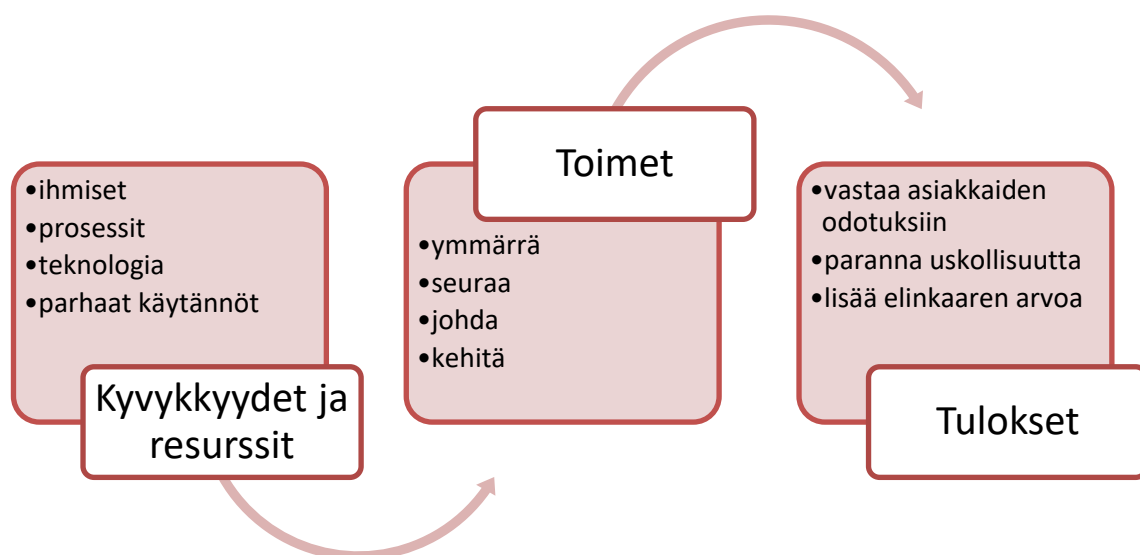 •ihmiset
•prosessit
•teknologia
•parhaat käytännöt
Kyvykkyydet ja
resurssit
Toimet
•ymmärrä
•seuraa
•johda
•kehitä
•vastaa asiakkaiden
odotuksiin
•paranna uskollisuutta
•lisää elinkaaren arvoa
Tulokset